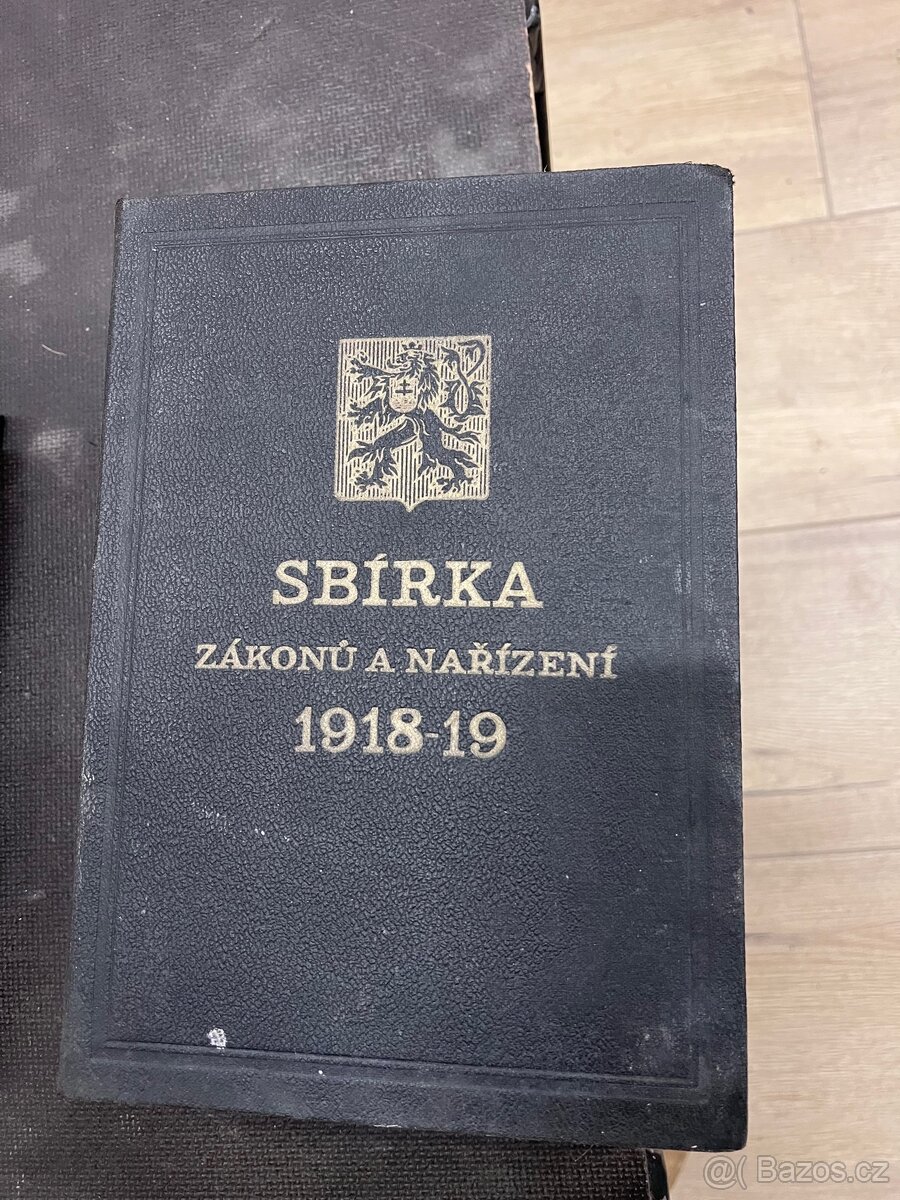 SBÍRKA
ZÁKONŮ A NAŘÍZENÍ
1918-19
@( Bazos.cz